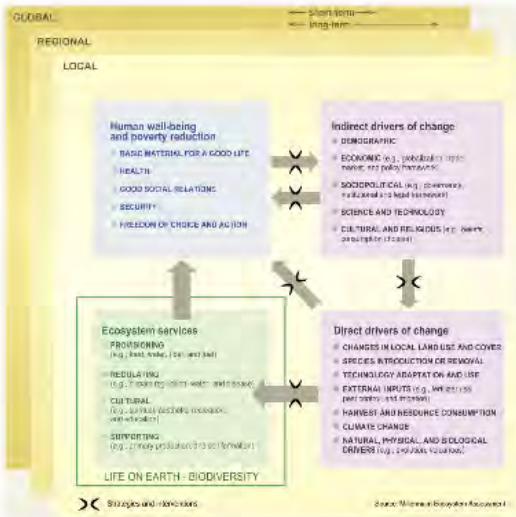 GLOBAL
short-term
long-term
REGIONAL
LOCAL
Human well-being
and poverty reduction
BASIC MATERIAL FOR A GOOD LIFE
HEALTH
GOOD SOCIAL RELATIONS
SECURITY
FREEDOM OF CHOICE AND ACTION
Indirect drivers of change
DEMOGRAPHIC
ECONOMIC (e.g., globalization, trade,
market, and policy framework)
SOCIOPOLITICAL (e.g., governance,
institutional and legal framework)
SCIENCE AND TECHNOLOGY
CULTURAL AND RELIGIOUS (e.g., beliefs,
consumption choices)
Ecosystem services
PROVISIONING
(e.g., food, water, fiber, and fuel)
REGULATING
(e.g., climate regulation, water, and disease)
CULTURAL
(e.g., spiritual, aesthetic, recreation,
and education)
SUPPORTING
(e.g., primary production, and soil formation)
LIFE ON EARTH - BIODIVERSITY
Direct drivers of change
CHANGES IN LOCAL LAND USE AND COVER
SPECIES INTRODUCTION OR REMOVAL
TECHNOLOGY ADAPTATION AND USE
EXTERNAL INPUTS (e.g., fertilizer use,
pest control, and irrigation)
HARVEST AND RESOURCE CONSUMPTION
CLIMATE CHANGE
NATURAL, PHYSICAL, AND BIOLOGICAL
DRIVERS (e.g., evolution, volcanoes)
Strategies and interventions
Source: Millennium Ecosystem Assessment